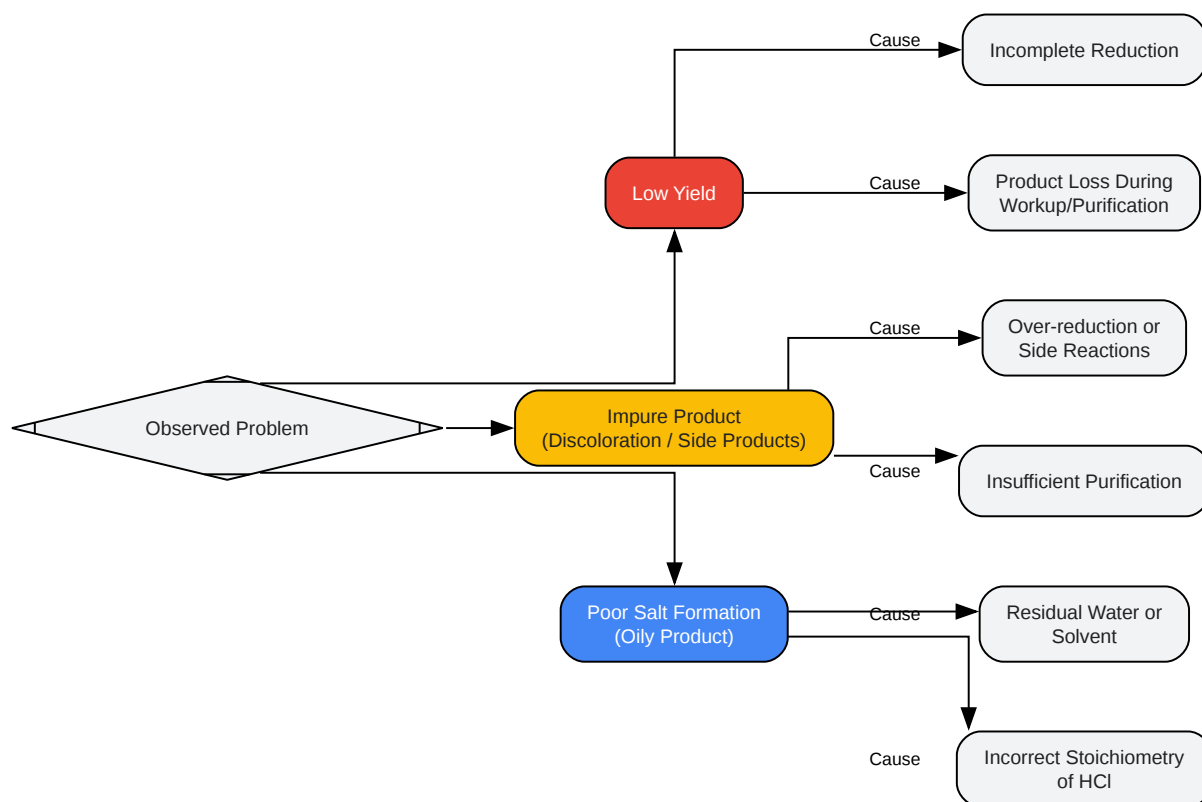 Cause
Incomplete Reduction
Low Yield
Cause
Product Loss During
Workup/Purification
Cause
Over-reduction or
Side Reactions
Observed Problem
Impure Product
(Discoloration / Side Products)
Cause
Insufficient Purification
Poor Salt Formation
(Oily Product)
Cause
Residual Water or
Solvent
Cause
Incorrect Stoichiometry
of HCl